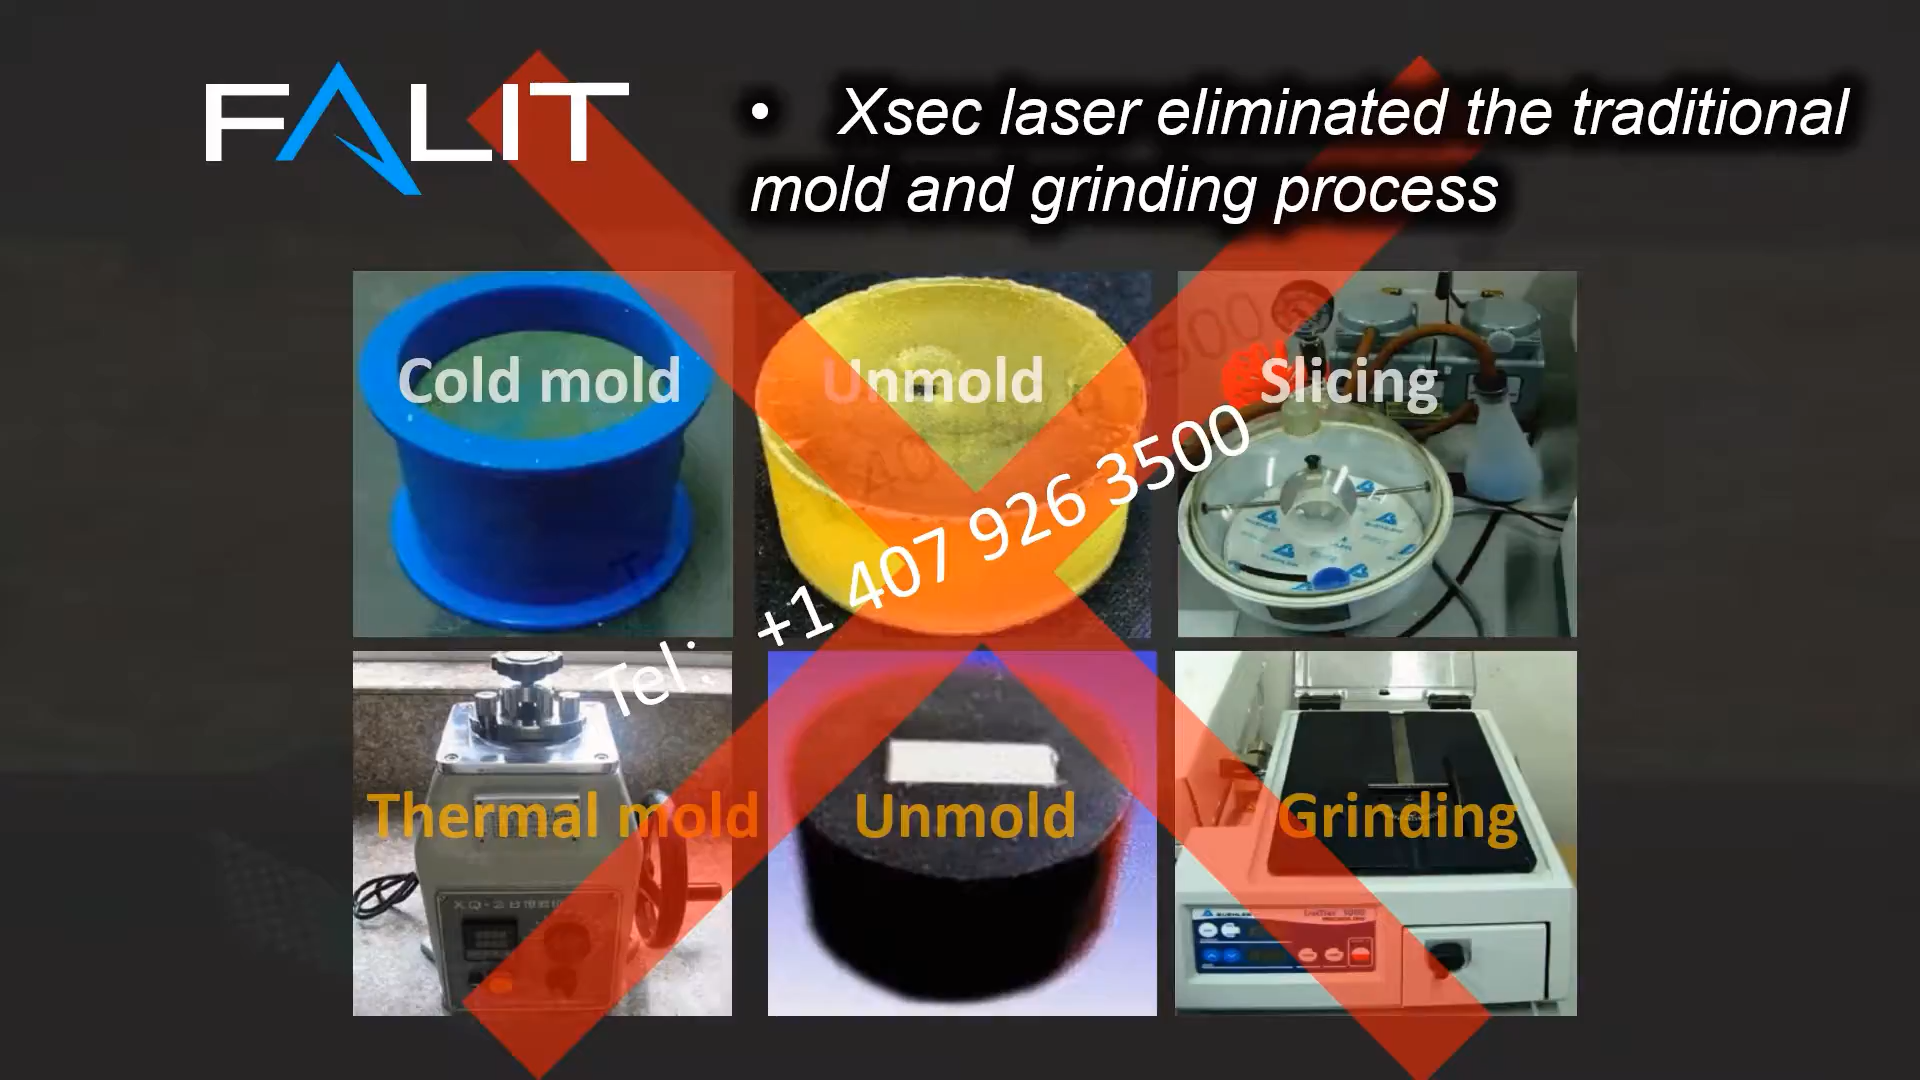 FALIT
• Xsec laser eliminated the traditional
mold and grinding process
Cold mold
Unmold
Slicing
Tel: +1 407 926 3500
Thermal mold
Unmold
Grinding
BUEHLER